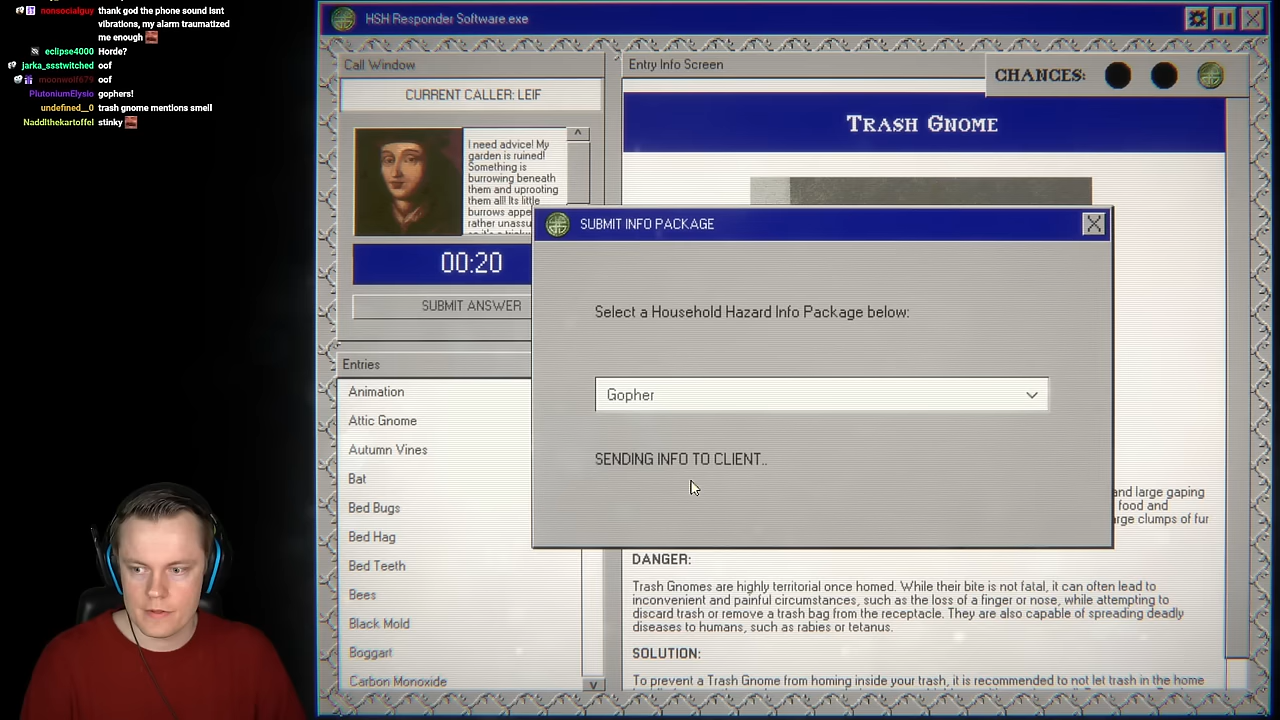 nonsocialguy thank god the phone sound isnt
vibrations, my alarm traumatized
me enough
eclipse4000 Horde?
jarka_ssstwitched oof
moonwolf679 oof
PlutoniumElysio gophers!
undefined__0 trash gnome mentions smell
Naddlthekartoffel stinky
HSH Responder Software.exe
Call Window
CURRENT CALLER: LEIF
I need advice! My
garden is ruined!
Something is
burrowing beneath
them and uprooting
them all! Its little
burrows appe
rather unassu
00:20
SUBMIT ANSWER
Entries
Animation
Attic Gnome
Autumn Vines
Bat
Bed Bugs
Bed Hag
Bed Teeth
Bees
Black Mold
Boggart
Carbon Monoxide
Entry Info Screen
CHANCES:
TRASH GNOME
SUBMIT INFO PACKAGE
Select a Household Hazard Info Package below:
Gopher
SENDING INFO TO CLIENT..
and large gaping
food and
arge clumps of fur
DANGER:
Trash Gnomes are highly territorial once homed. While their bite is not fatal, it can often lead to
inconvenient and painful circumstances, such as the loss of a finger or nose, while attempting to
discard trash or remove a trash bag from the receptacle. They are also capable of spreading deadly
diseases to humans, such as rabies or tetanus.
SOLUTION:
To prevent a Trash Gnome from homing inside your trash, it is recommended to not let trash in the home